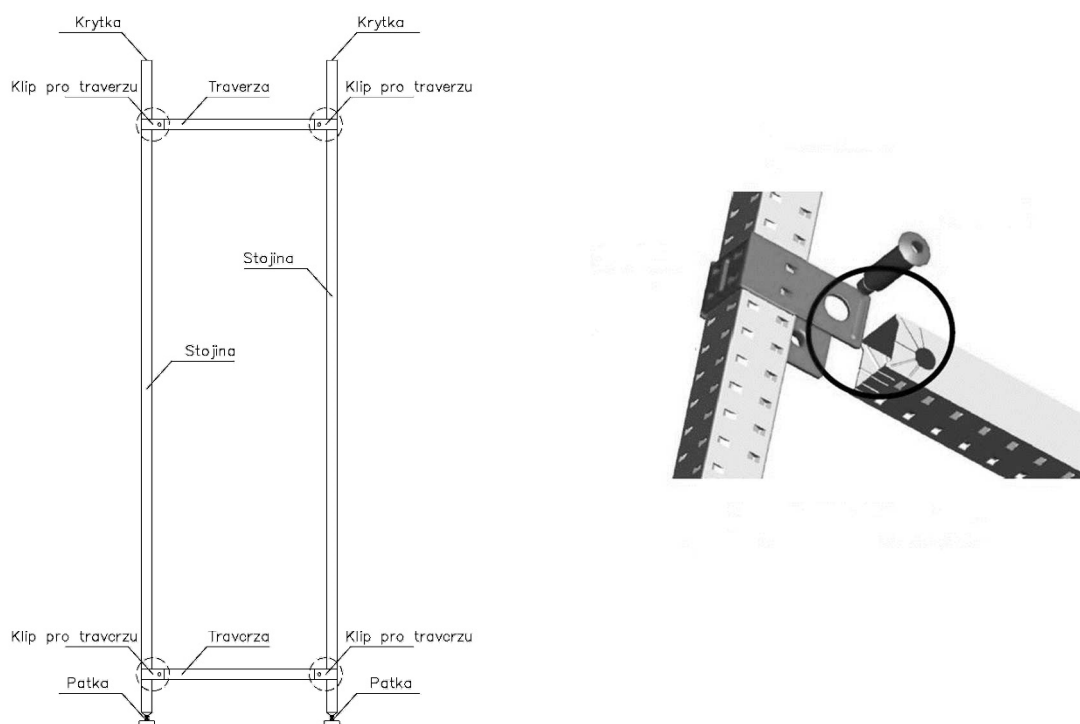 Krytka
Krytka
Klip pro traverzu
Traverza
Klip pro traverzu
Stojina
Stojina
Klip pro traverzu
Traverza
Klip pro traverzu
Patka
Patka